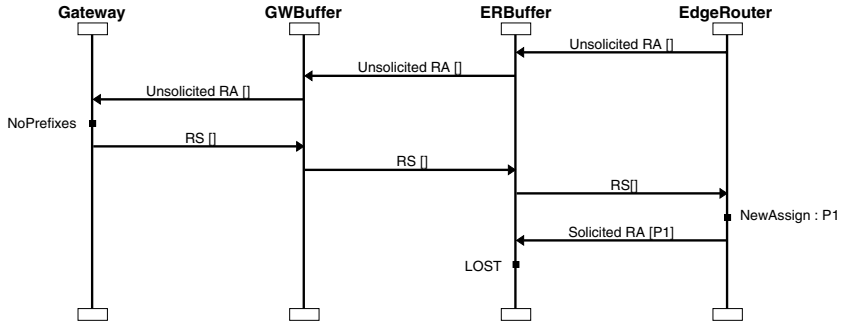 Gateway GWBuffer ERBuffer EdgeRouter
Unsolicited RA []
Unsolicited RA []
Unsolicited RA []
NoPrefixes
RS []
RS []
RS[]
NewAssign : P1
Solicited RA [P1]
LOST